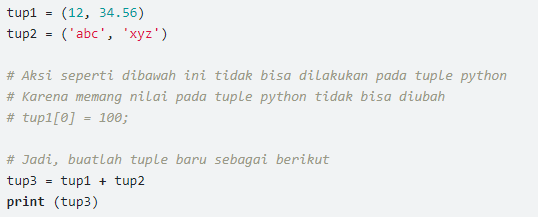 tup1 = (12, 34.56)
tup2 = ('abc', 'xyz')
# Aksi seperti dibawah ini tidak bisa dilakukan pada tuple python
# Karena memang nilai pada tuple python tidak bisa diubah
# tup1[0] = 100;
# Jadi, buatlah tuple baru sebagai berikut
tup3 = tup1 + tup2
print (tup3)